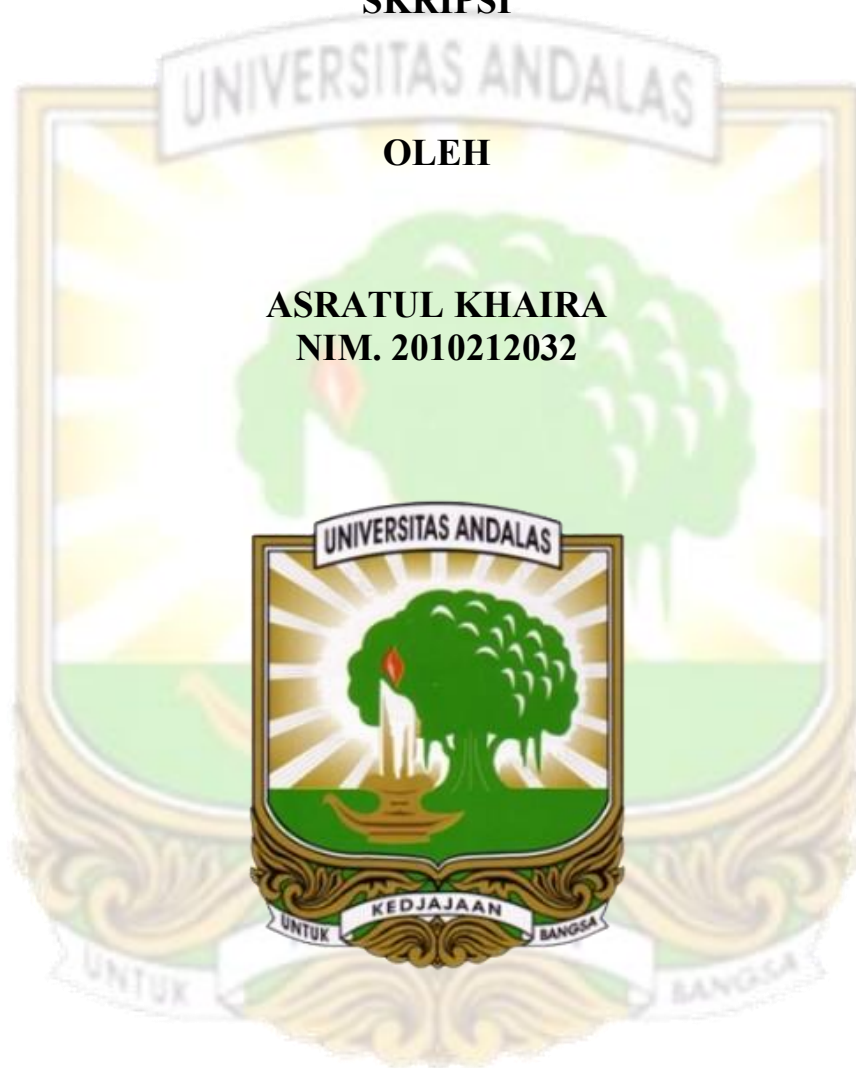 SKRIPSI
UNIVERSITAS ANDALAS
OLEH
ASRATUL KHAIRA
NIM. 2010212032
UNIVERSITAS ANDALAS
UNTUK KEDJAJAAN BANGSA
UNTUK BANGSA